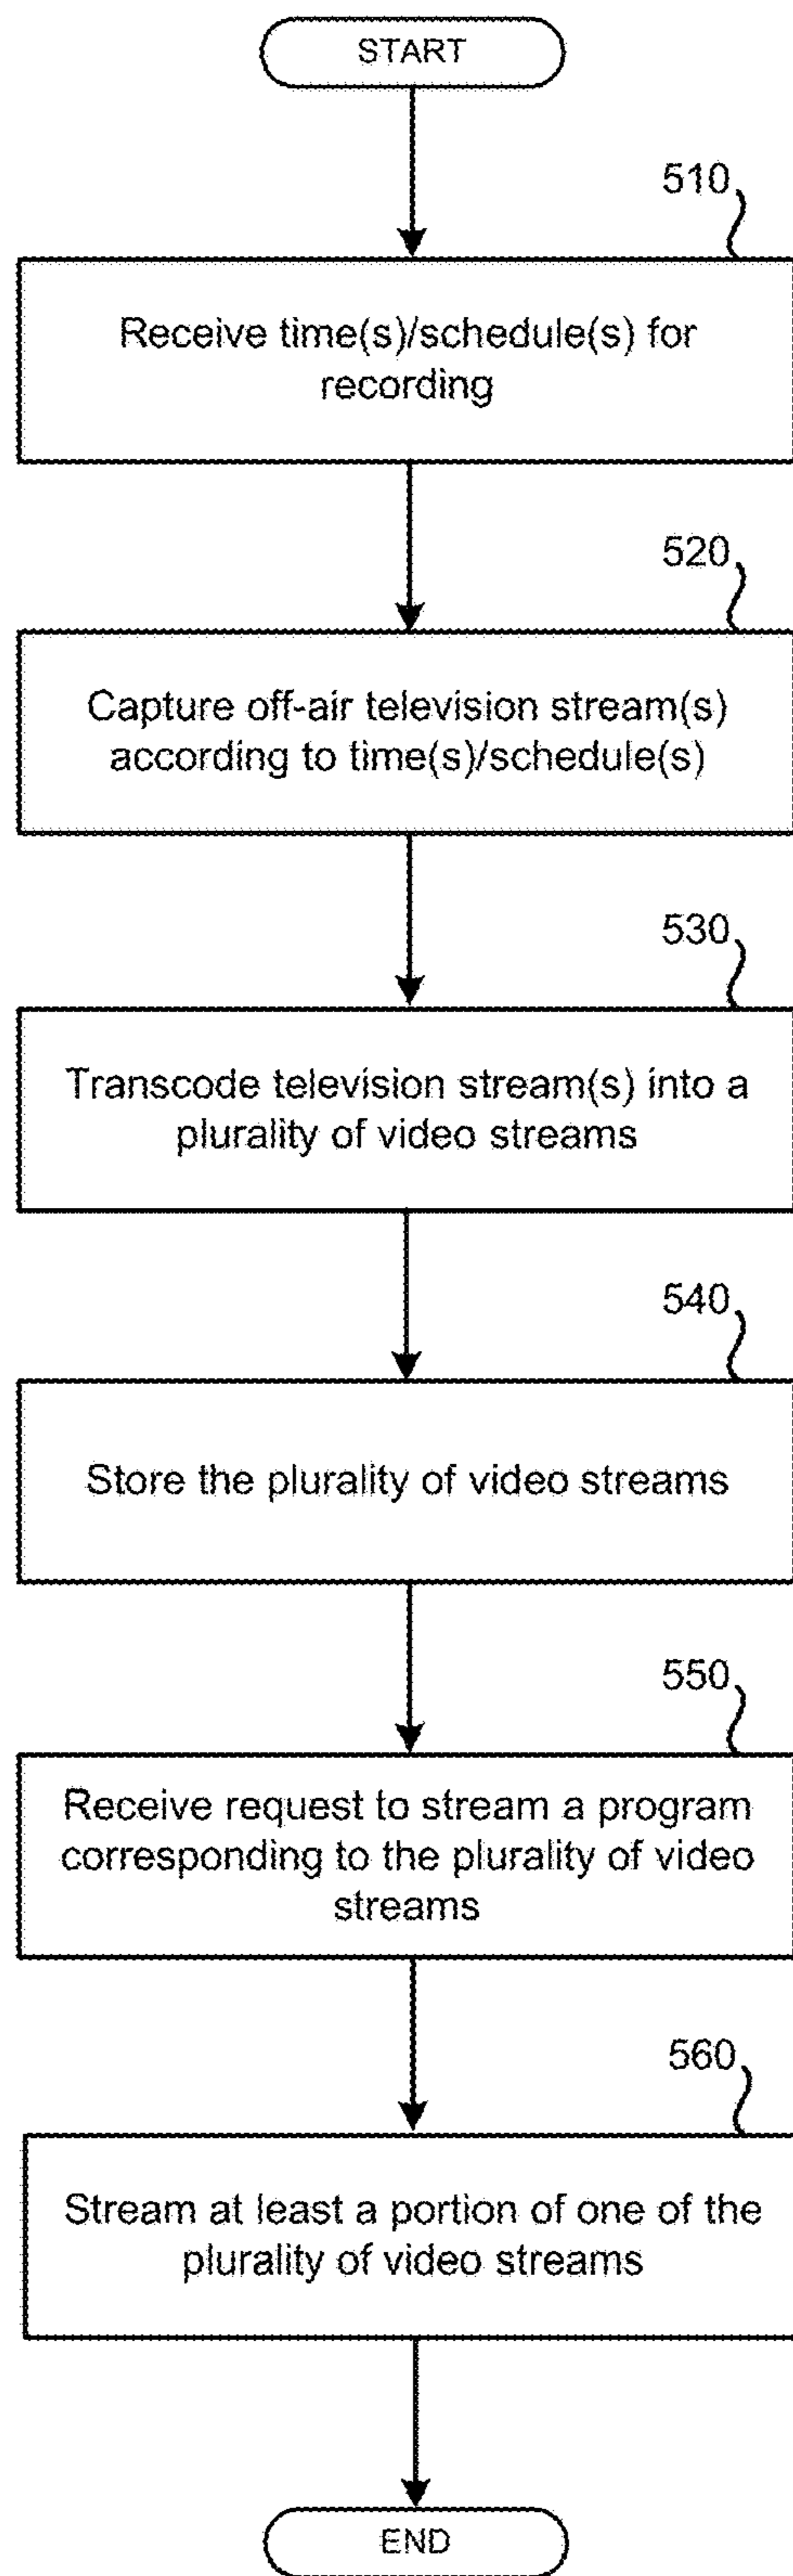 START
510
Receive time(s)/schedule(s) for
recording
520
Capture off-air television stream(s)
according to time(s)/schedule(s)
530
Transcode television stream(s) into a
plurality of video streams
540
Store the plurality of video streams
550
Receive request to stream a program
corresponding to the plurality of video
streams
560
Stream at least a portion of one of the
plurality of video streams
END